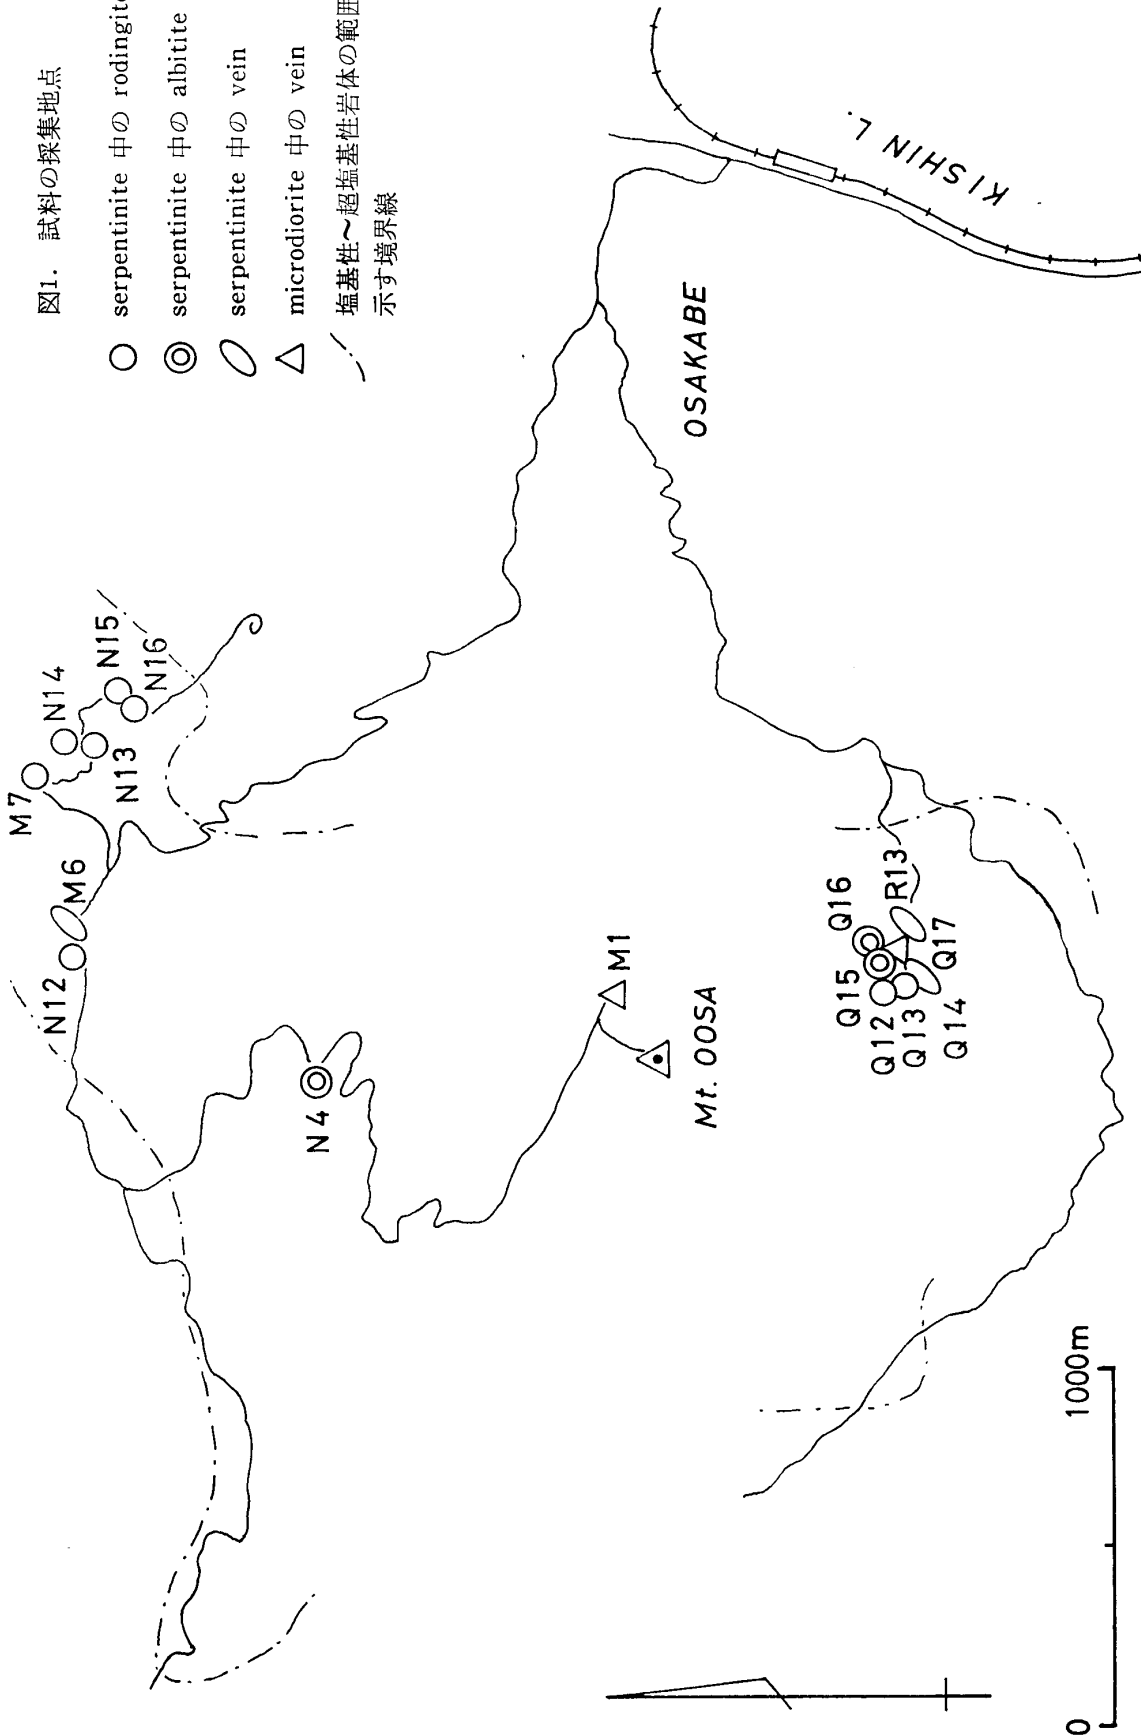 図1. 試料の採集地点
serpentinite 中の rodingite
serpentinite 中の albitite
serpentinite 中の vein
microdiorite 中の vein
塩基性～超塩基性岩体の範囲
示す境界線
M7
N14
N15
N16
N13
M6
N12
N4
M1
Mt. OOSA
OSAKABE
KISHIN L.
Q16
R13
Q15
Q17
Q12
Q13
Q14
0
1000m